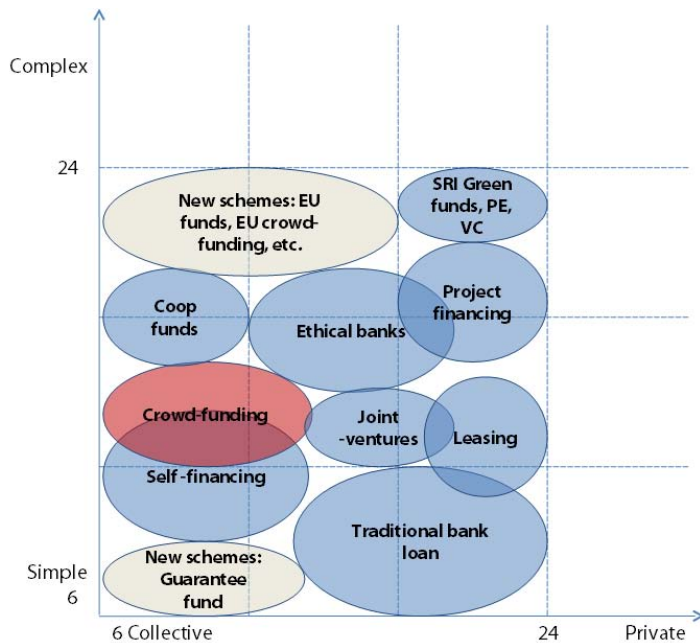 Complex
24
New schemes: EU
funds, EU crowd-
funding, etc.
SRI Green
funds, PE,
VC
Coop
funds
Ethical banks
Project
financing
Crowd-funding
Joint
-ventures
Leasing
Self-financing
Traditional bank
loan
New schemes:
Guarantee
fund
Simple
6
6 Collective
24
Private